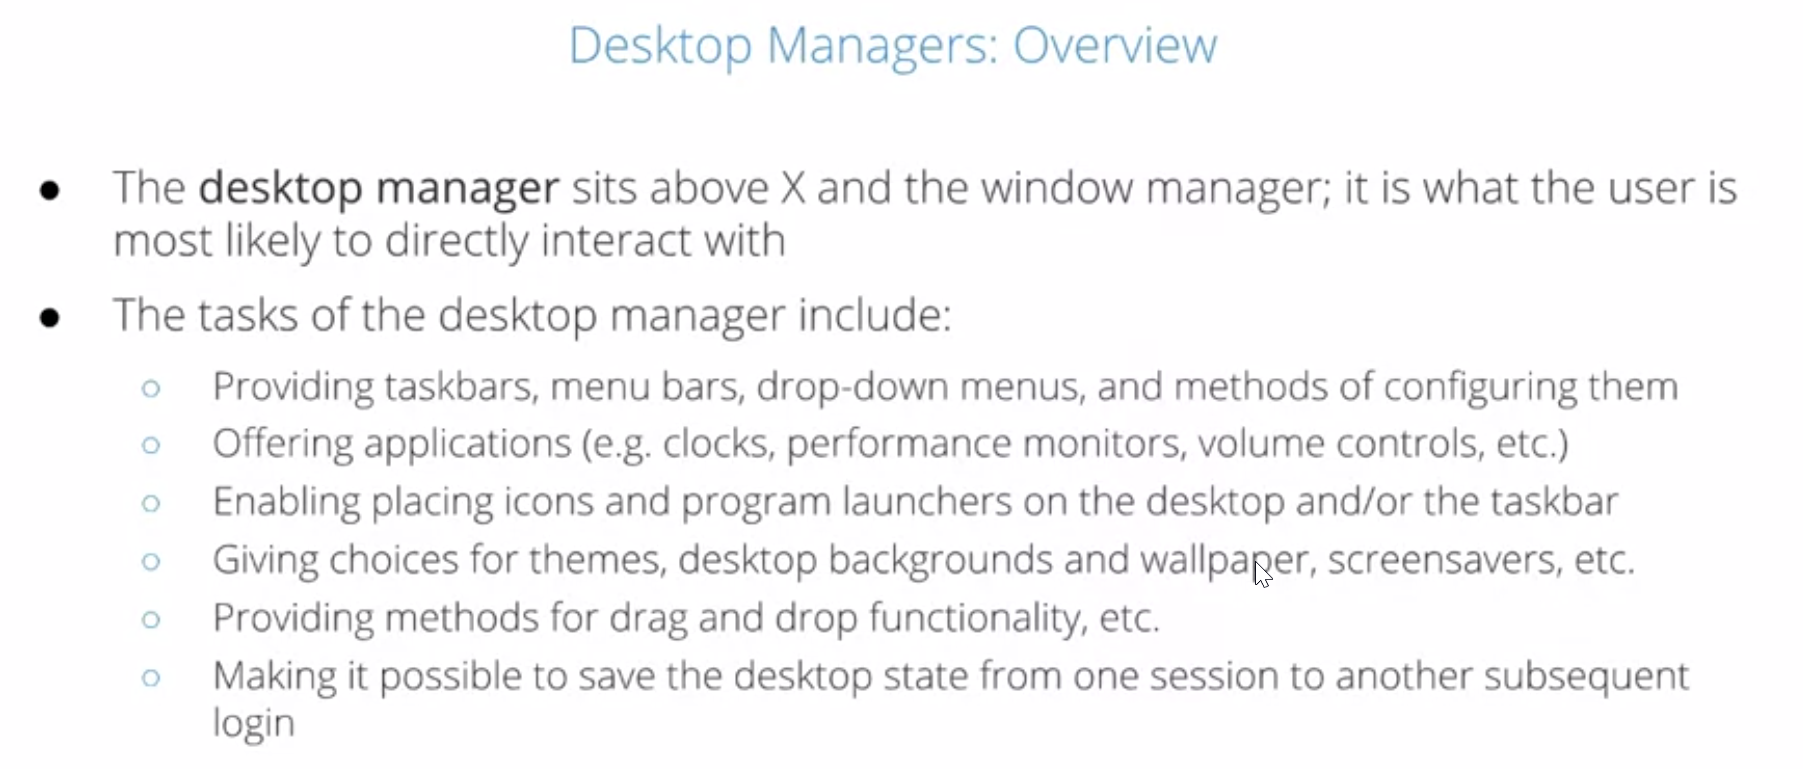 Desktop Managers: Overview
● The desktop manager sits above X and the window manager; it is what the user is
most likely to directly interact with
● The tasks of the desktop manager include:
○ Providing taskbars, menu bars, drop-down menus, and methods of configuring them
○ Offering applications (e.g. clocks, performance monitors, volume controls, etc.)
○ Enabling placing icons and program launchers on the desktop and/or the taskbar
○ Giving choices for themes, desktop backgrounds and wallpaper, screensavers, etc.
○ Providing methods for drag and drop functionality, etc.
○ Making it possible to save the desktop state from one session to another subsequent
login